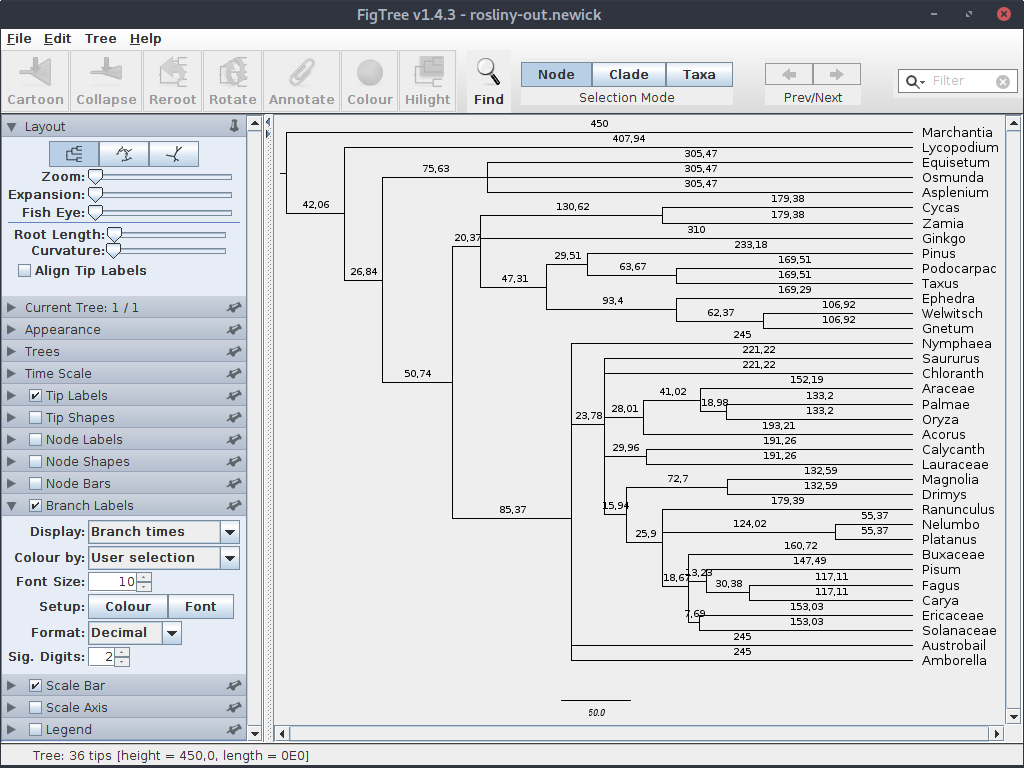 FigTree v1.4.3 - rosliny-out.newick
File Edit Tree Help
Cartoon Collapse Reroot Rotate Annotate Colour Hilight Find
Node Clade Taxa
Selection Mode
Prev/Next
Filter
Layout
Zoom:
Expansion:
Fish Eye:
Root Length:
Curvature:
Align Tip Labels
Current Tree: 1 / 1
Appearance
Trees
Time Scale
Tip Labels
Tip Shapes
Node Labels
Node Shapes
Node Bars
Branch Labels
Display: Branch times
Colour by: User selection
Font Size: 10
Setup: Colour Font
Format: Decimal
Sig. Digits: 2
Scale Bar
Scale Axis
Legend
450
Marchantia
407,94
Lycopodium
305,47
Equisetum
75,63 305,47
Osmunda
305,47
Asplenium
179,38
Cycas
42,06 130,62 179,38
Zamia
310
20,37 Ginkgo
233,18
Pinus
29,51 169,51
63,67 Podocarpac
169,51
26,84 47,31 Taxus
169,29
Ephedra
93,4 106,92
62,37 Welwitsch
106,92
Gnetum
245
Nymphaea
221,22
Saururus
221,22
50,74 Chloranth
152,19
Araceae
41,02 133,2
18,98 Palmae
28,01 133,2
23,78 Oryza
193,21
Acorus
191,26
29,96 Calycanth
191,26
Lauraceae
132,59
72,7 Magnolia
132,59
Drimys
179,39
15,94 Ranunculus
85,37 55,37
124,02 Nelumbo
25,9 55,37
Platanus
160,72
Buxaceae
147,49
Pisum
18,67 13,23 117,11
30,38 Fagus
117,11
Carya
153,03
7,69 Ericaceae
153,03
Solanaceae
245
Austrobail
245
Amborella
50.0
Tree: 36 tips [height = 450,0, length = 0E0]